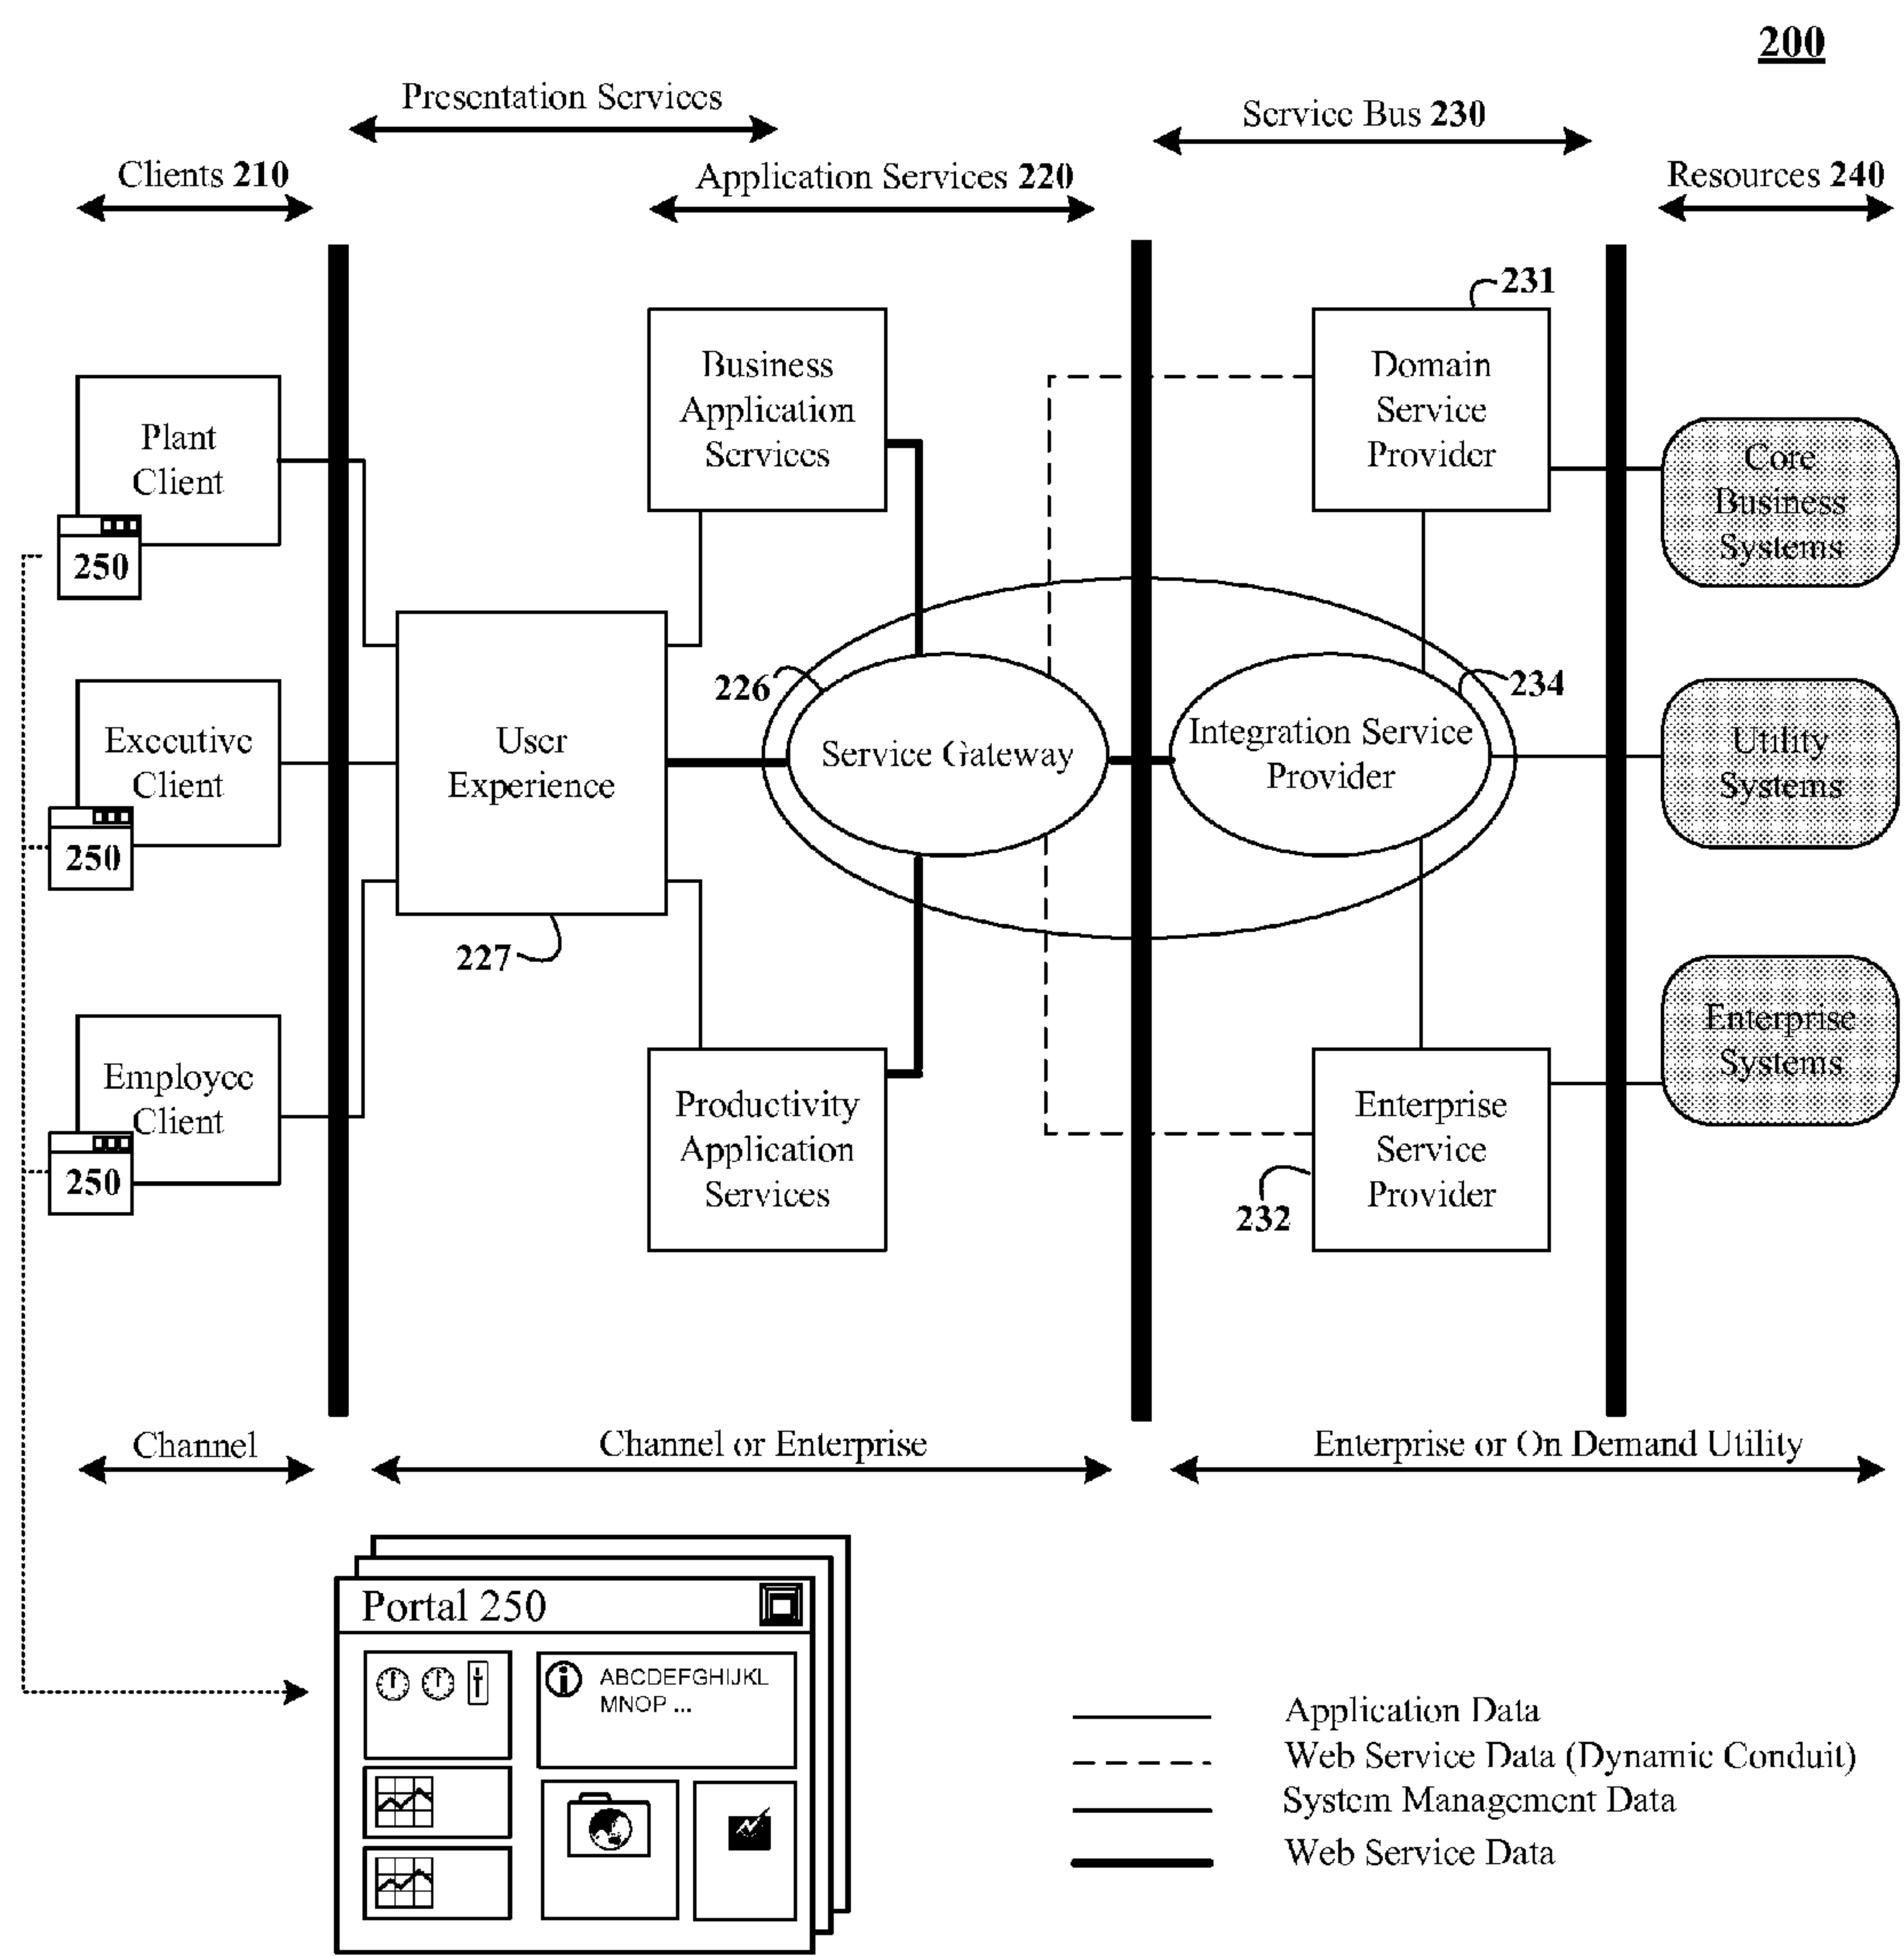 200
Presentation Services
Service Bus 230
Clients 210
Application Services 220
Resources 240
231
Business
Application
Services
Domain
Service
Provider
Plant
Client
250
Core
Business
Systems
226
234
Executive
Client
250
User
Experience
Service Gateway
Integration Service
Provider
Utility
Systems
227
Employee
Client
250
Productivity
Application
Services
Enterprise
Service
Provider
232
Enterprise
Systems
Channel
Channel or Enterprise
Enterprise or On Demand Utility
Portal 250
ABCDEFGHIJKL
MNOP ...
Application Data
Web Service Data (Dynamic Conduit)
System Management Data
Web Service Data